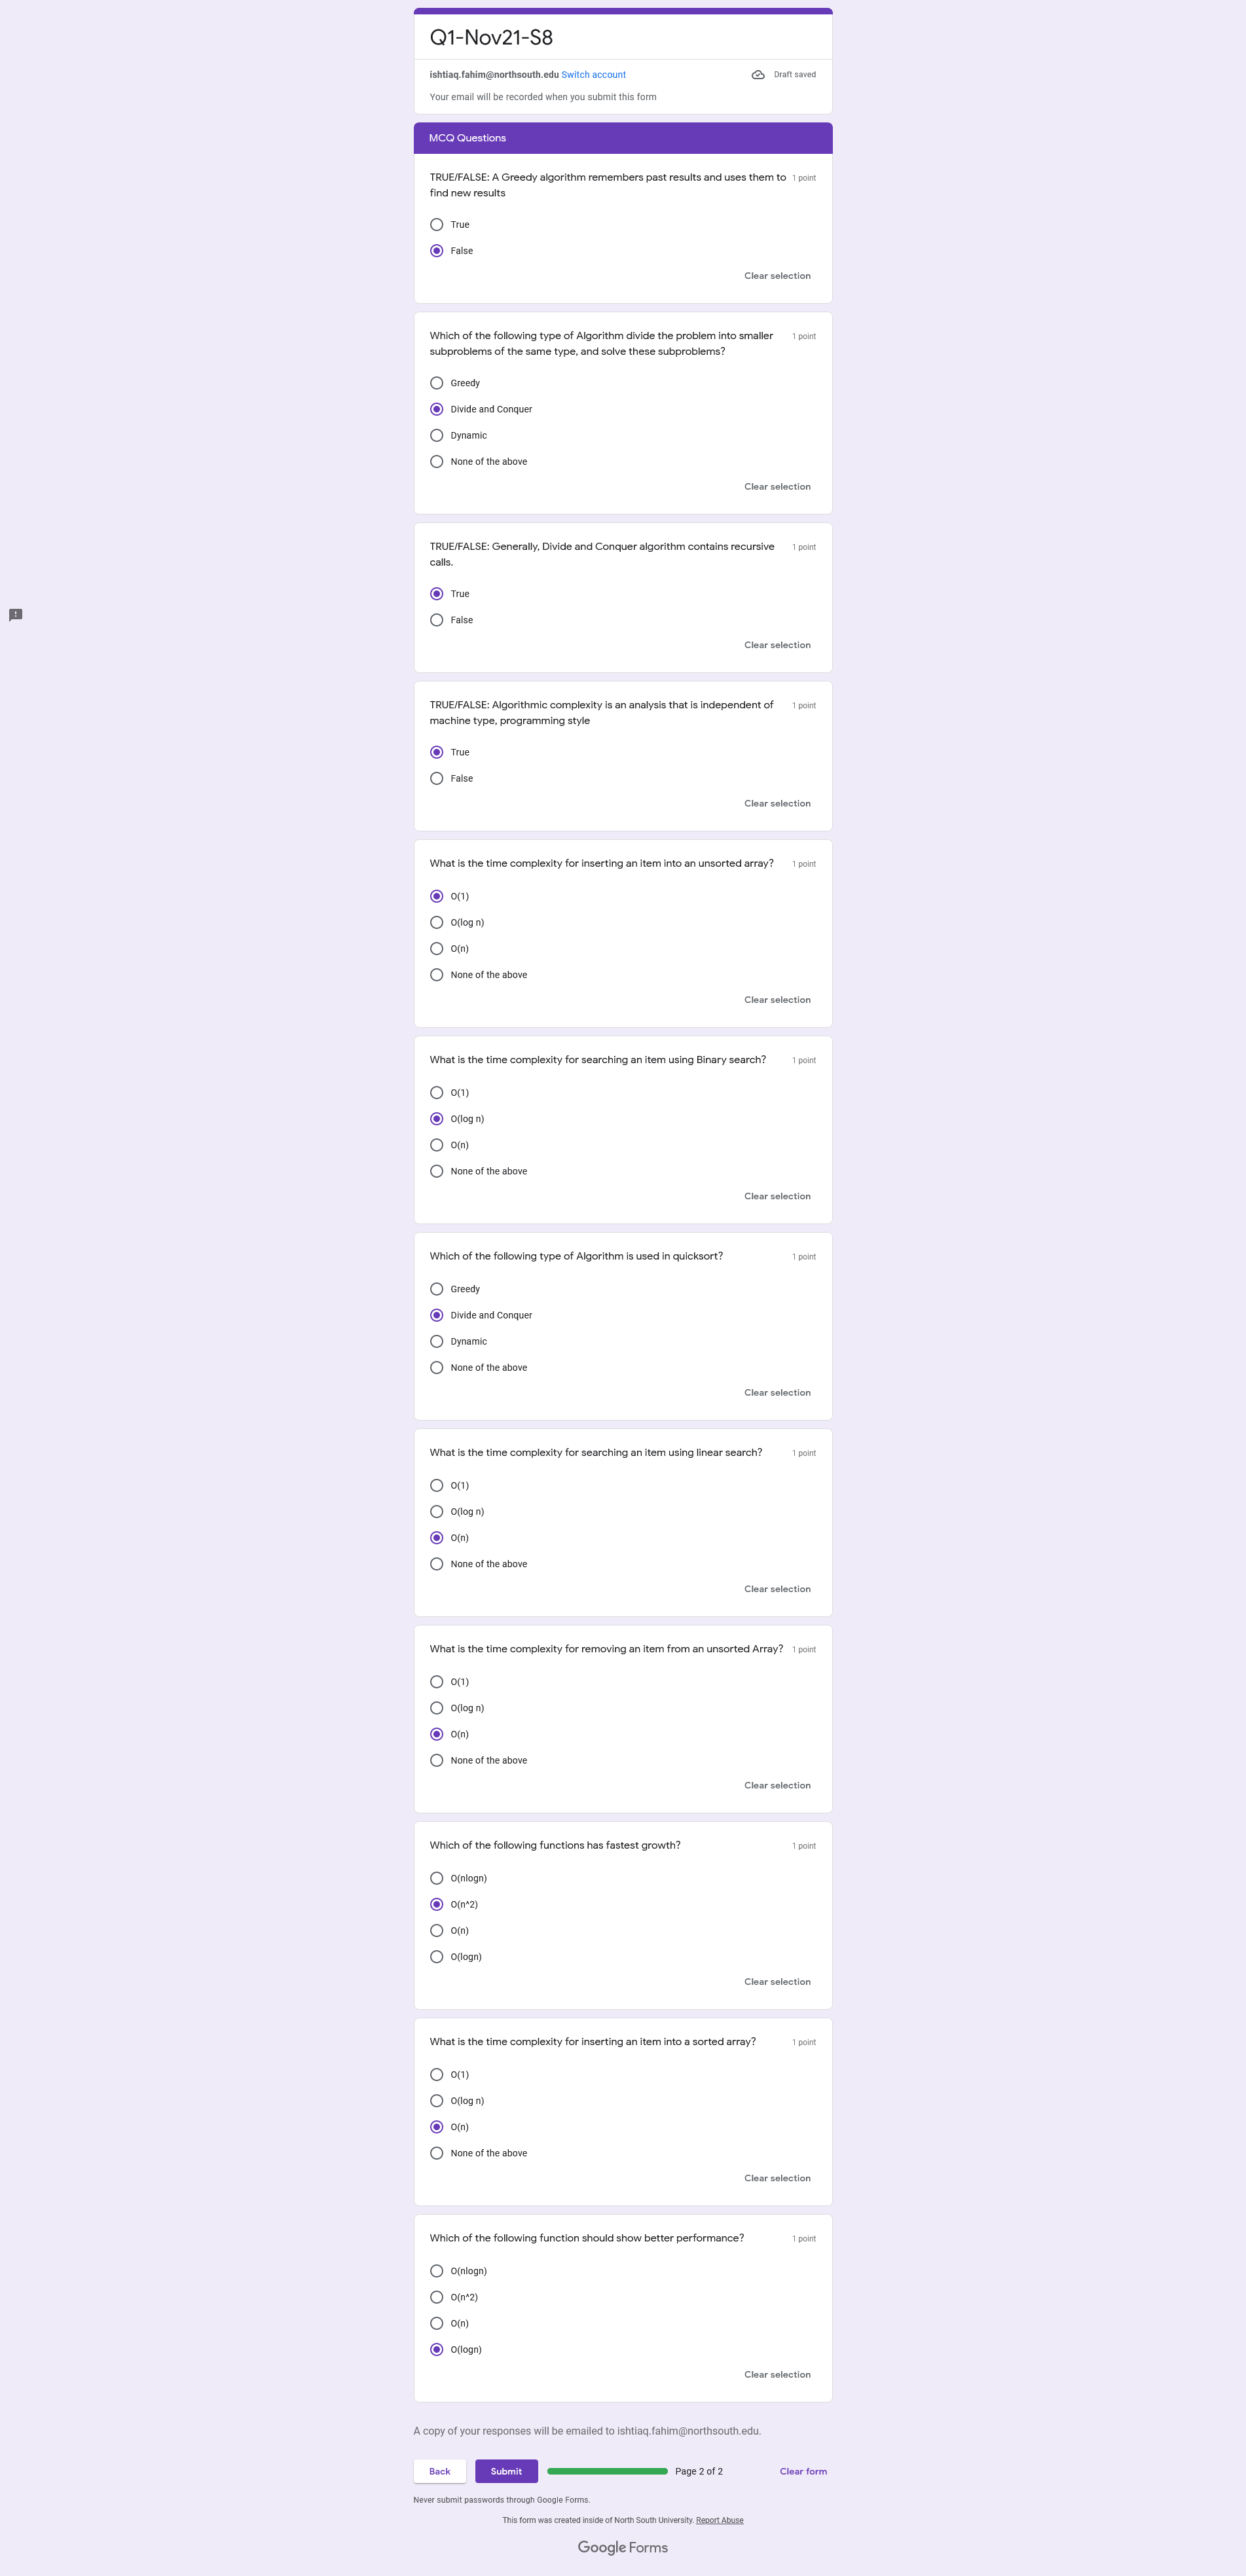 Q1-Nov21-S8
ishtiaq.fahim@northsouth.edu Switch account
Draft saved
Your email will be recorded when you submit this form
MCQ Questions
TRUE/FALSE: A Greedy algorithm remembers past results and uses them to 1 point
find new results
True
False
Clear selection
Which of the following type of Algorithm divide the problem into smaller 1 point
subproblems of the same type, and solve these subproblems?
Greedy
Divide and Conquer
Dynamic
None of the above
Clear selection
TRUE/FALSE: Generally, Divide and Conquer algorithm contains recursive 1 point
calls.
True
False
Clear selection
TRUE/FALSE: Algorithmic complexity is an analysis that is independent of 1 point
machine type, programming style
True
False
Clear selection
What is the time complexity for inserting an item into an unsorted array? 1 point
O(1)
O(log n)
O(n)
None of the above
Clear selection
What is the time complexity for searching an item using Binary search? 1 point
O(1)
O(log n)
O(n)
None of the above
Clear selection
Which of the following type of Algorithm is used in quicksort? 1 point
Greedy
Divide and Conquer
Dynamic
None of the above
Clear selection
What is the time complexity for searching an item using linear search? 1 point
O(1)
O(log n)
O(n)
None of the above
Clear selection
What is the time complexity for removing an item from an unsorted Array? 1 point
O(1)
O(log n)
O(n)
None of the above
Clear selection
Which of the following functions has fastest growth? 1 point
O(nlogn)
O(n^2)
O(n)
O(logn)
Clear selection
What is the time complexity for inserting an item into a sorted array? 1 point
O(1)
O(log n)
O(n)
None of the above
Clear selection
Which of the following function should show better performance? 1 point
O(nlogn)
O(n^2)
O(n)
O(logn)
Clear selection
A copy of your responses will be emailed to ishtiaq.fahim@northsouth.edu.
Back Submit Page 2 of 2 Clear form
Never submit passwords through Google Forms.
This form was created inside of North South University. Report Abuse
Google Forms